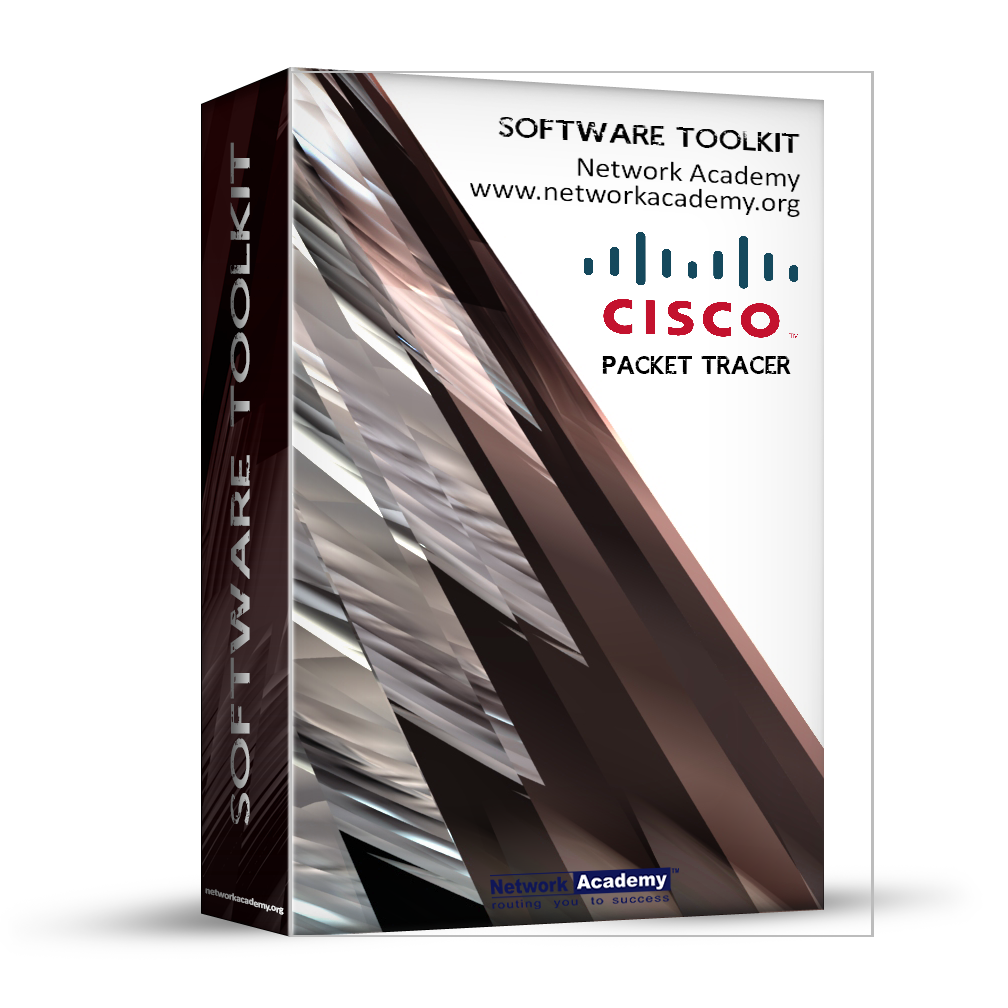 SOFTWARE TOOLKIT
Network Academy
www.networkacademy.org
CISCO™
PACKET TRACER
SOFTWARE TOOLKIT
networkacademy.org
Network Academy™
routing you to success